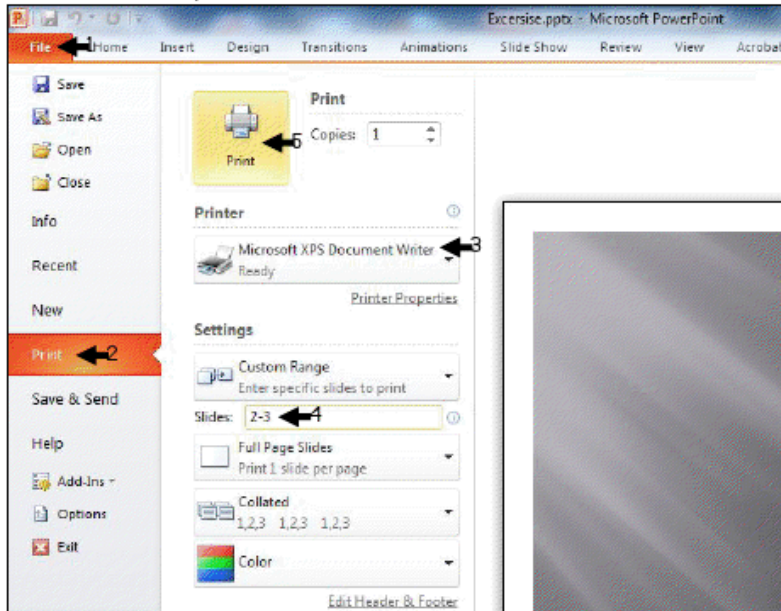 Excersise.pptx - Microsoft PowerPoint
File 1 Home Insert Design Transitions Animations Slide Show Review View Acrobat
Save
Save As
Open
Close
Info
Recent
New
Print 2
Save & Send
Help
Add-Ins
Options
Exit
Print
Copies: 1
Print 5
Printer
Microsoft XPS Document Writer 3
Ready
Printer Properties
Settings
Custom Range
Enter specific slides to print
Slides: 2-3 4
Full Page Slides
Print 1 slide per page
Collated
1,2,3 1,2,3 1,2,3
Color
Edit Header & Footer